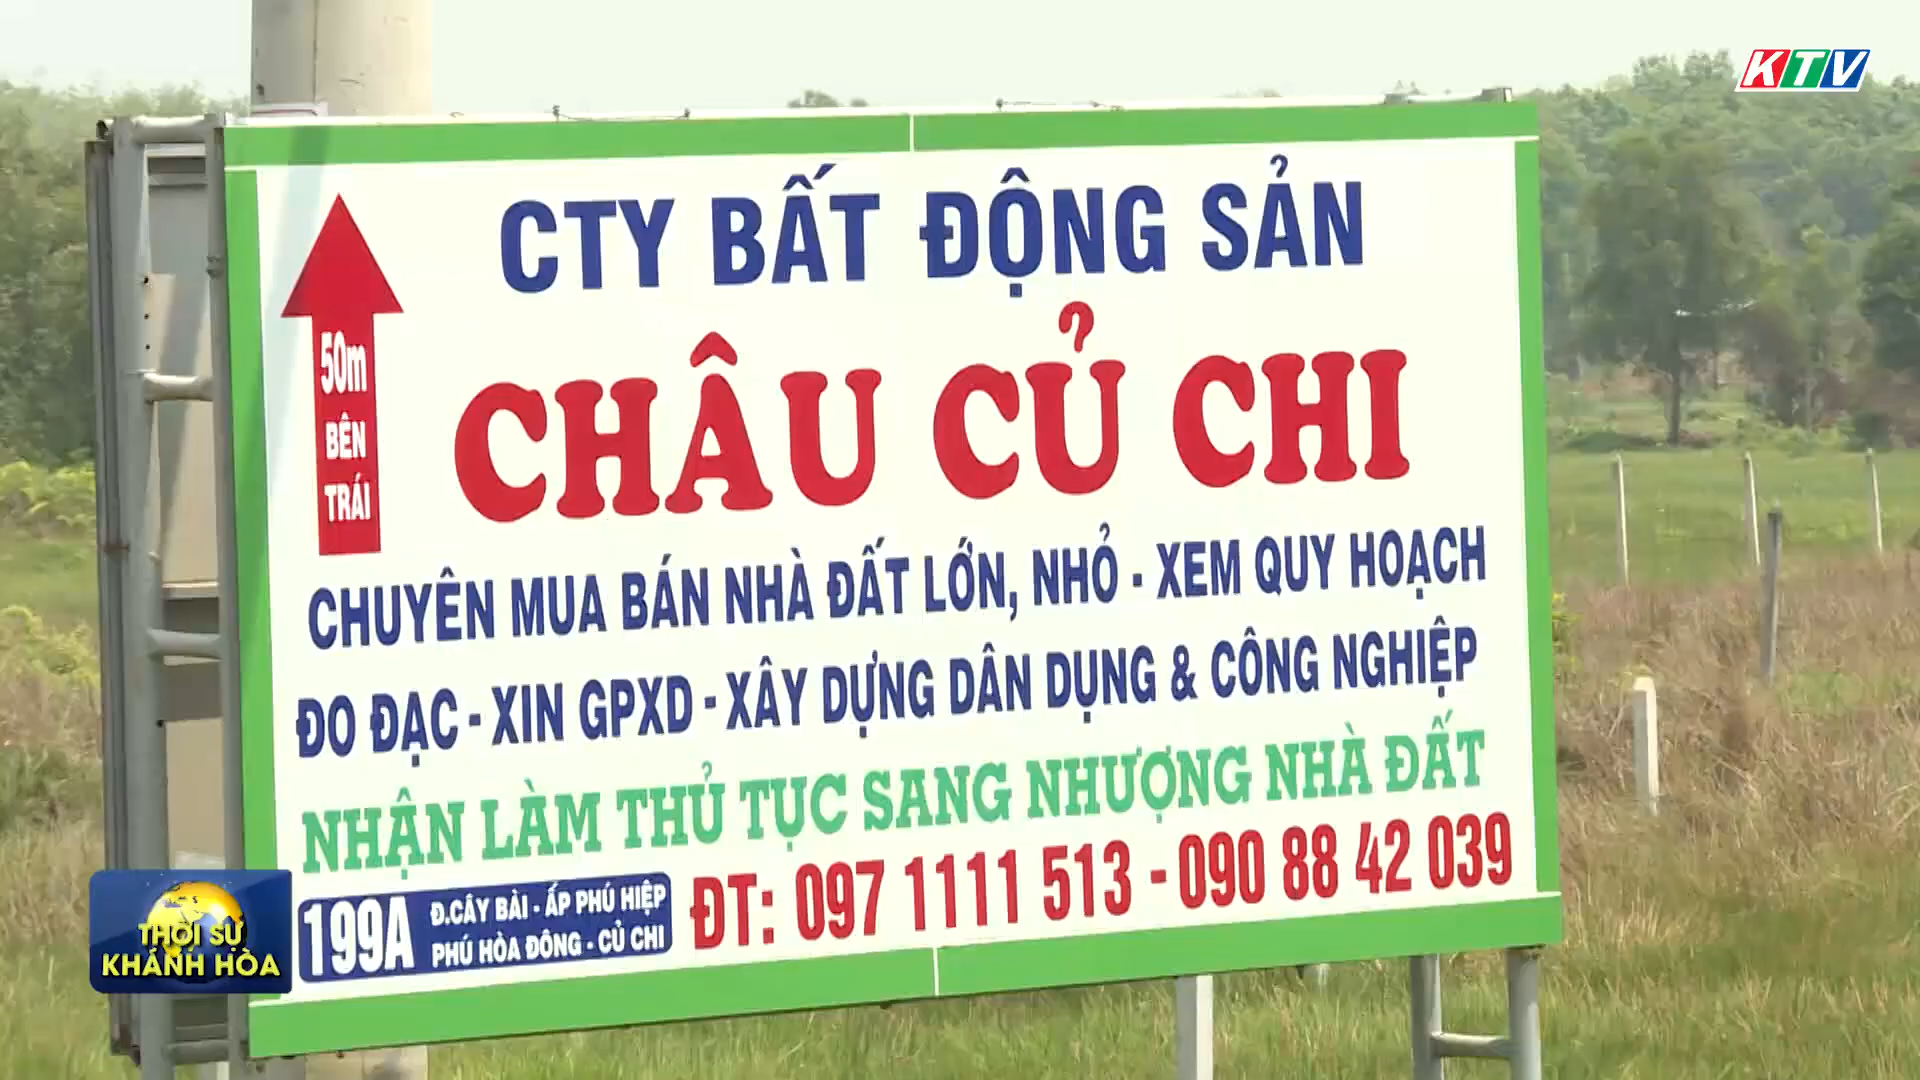 KTV
CTY BẤT ĐỘNG SẢN
CHÂU CỦ CHI
50m
BÊN
TRÁI
CHUYÊN MUA BÁN NHÀ ĐẤT LỚN, NHỎ - XEM QUY HOẠCH
ĐO ĐẠC - XIN GPXD - XÂY DỰNG DÂN DỤNG & CÔNG NGHIỆP
NHẬN LÀM THỦ TỤC SANG NHƯỢNG NHÀ ĐẤT
199A
Đ.CÂY BÀI - ẤP PHÚ HIỆP
PHÚ HÒA ĐÔNG - CỦ CHI
ĐT: 097 1111 513 - 090 88 42 039
THỜI SỰ
KHÁNH HÒA